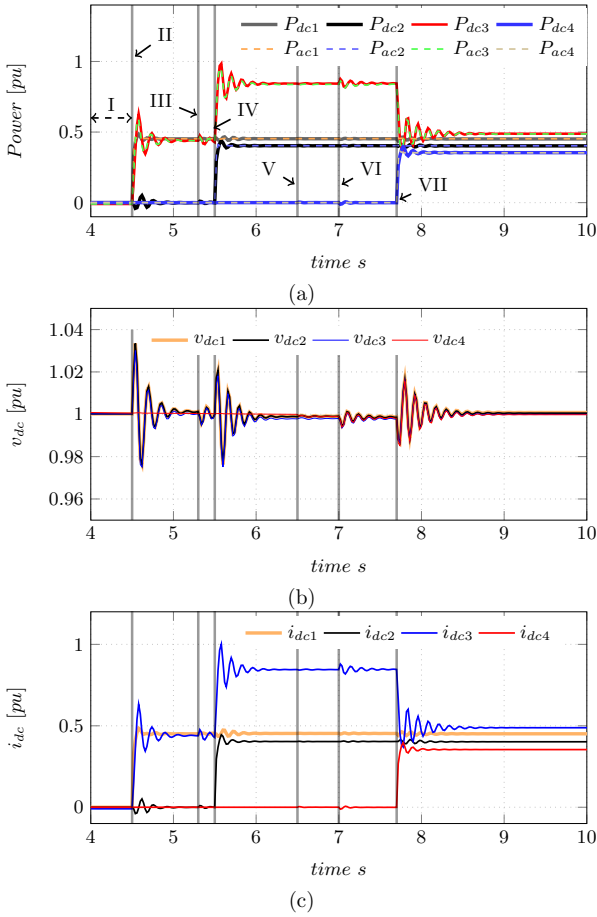 P_dc1 P_dc2 P_dc3 P_dc4
P_ac1 P_ac2 P_ac3 P_ac4
II
I
III
IV
V
VI
VII
Power [pu]
1
0.5
0
4 5 6 7 8 9 10
time s
(a)
v_dc1 v_dc2 v_dc3 v_dc4
v_dc [pu]
1.04
1.02
1
0.98
0.96
4 5 6 7 8 9 10
time s
(b)
i_dc1 i_dc2 i_dc3 i_dc4
i_dc [pu]
1
0.5
0
4 5 6 7 8 9 10
time s
(c)